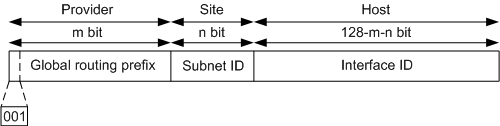 Provider Site Host
m bit n bit 128-m-n bit
Global routing prefix Subnet ID Interface ID
001